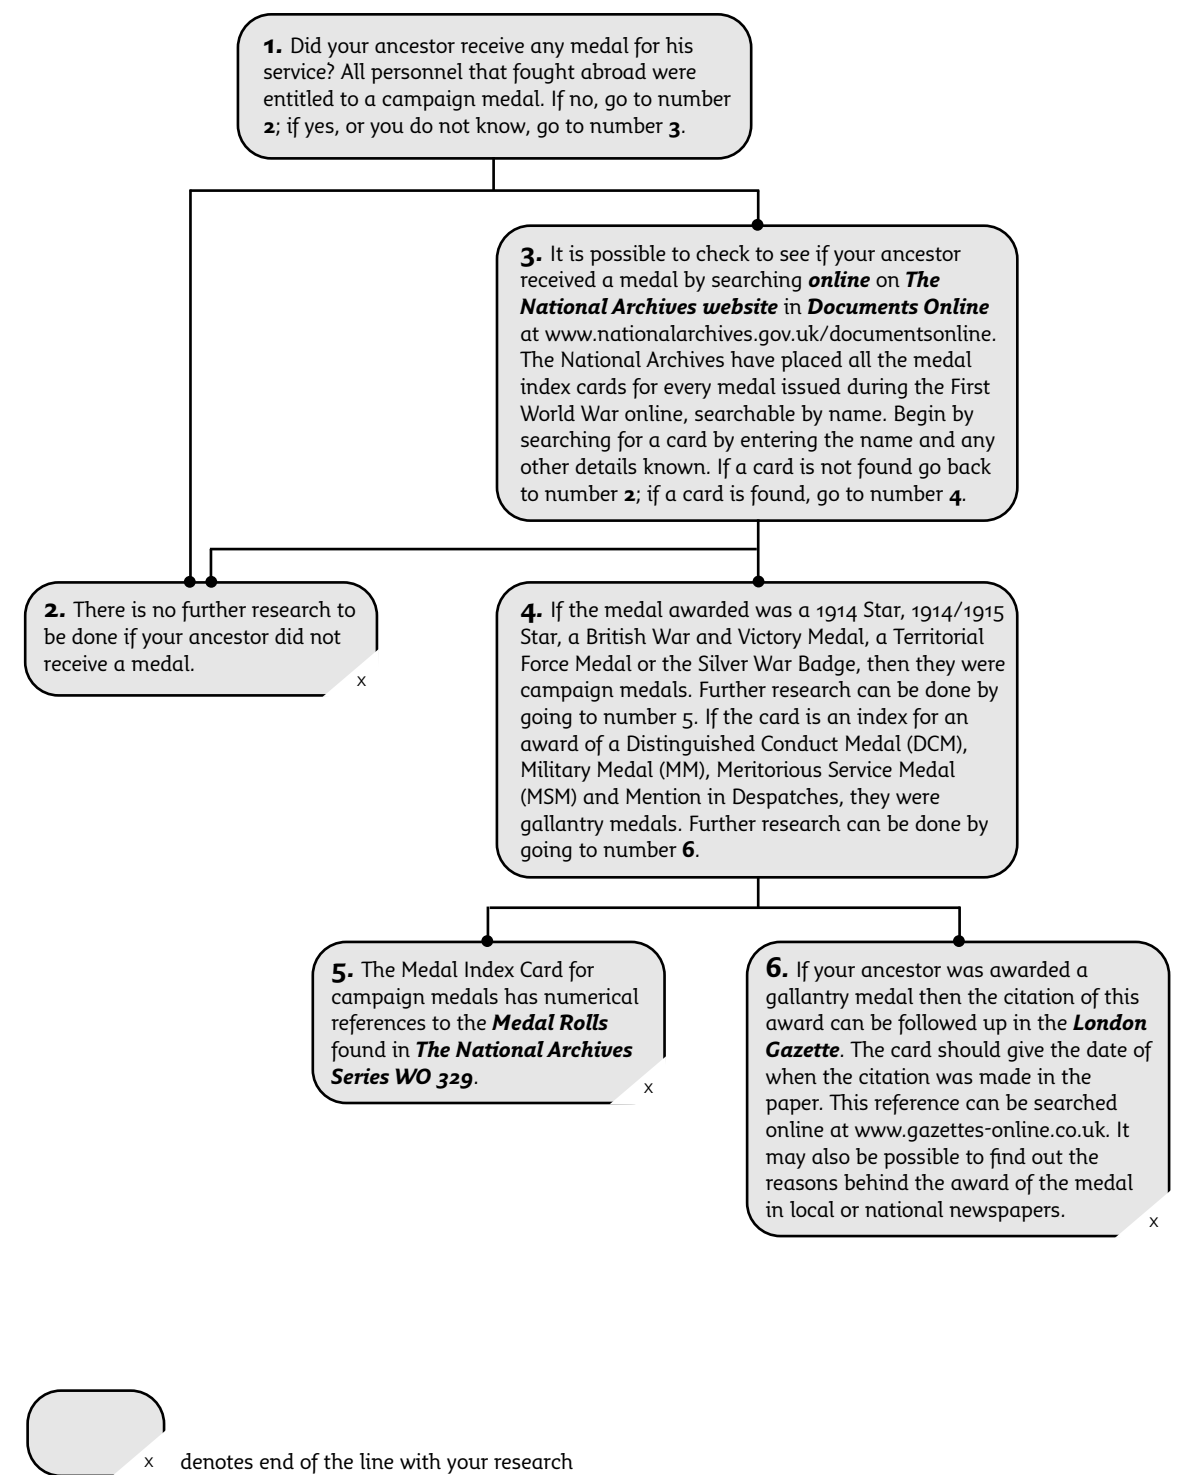 1. Did your ancestor receive any medal for his
service? All personnel that fought abroad were
entitled to a campaign medal. If no, go to number
2; if yes, or you do not know, go to number 3.
3. It is possible to check to see if your ancestor
received a medal by searching online on The
National Archives website in Documents Online
at www.nationalarchives.gov.uk/documentsonline.
The National Archives have placed all the medal
index cards for every medal issued during the First
World War online, searchable by name. Begin by
searching for a card by entering the name and any
other details known. If a card is not found go back
to number 2; if a card is found, go to number 4.
2. There is no further research to
be done if your ancestor did not
receive a medal.
x
4. If the medal awarded was a 1914 Star, 1914/1915
Star, a British War and Victory Medal, a Territorial
Force Medal or the Silver War Badge, then they were
campaign medals. Further research can be done by
going to number 5. If the card is an index for an
award of a Distinguished Conduct Medal (DCM),
Military Medal (MM), Meritorious Service Medal
(MSM) and Mention in Despatches, they were
gallantry medals. Further research can be done by
going to number 6.
5. The Medal Index Card for
campaign medals has numerical
references to the Medal Rolls
found in The National Archives
Series WO 329.
x
6. If your ancestor was awarded a
gallantry medal then the citation of this
award can be followed up in the London
Gazette. The card should give the date of
when the citation was made in the
paper. This reference can be searched
online at www.gazettes-online.co.uk. It
may also be possible to find out the
reasons behind the award of the medal
in local or national newspapers.
x
x denotes end of the line with your research